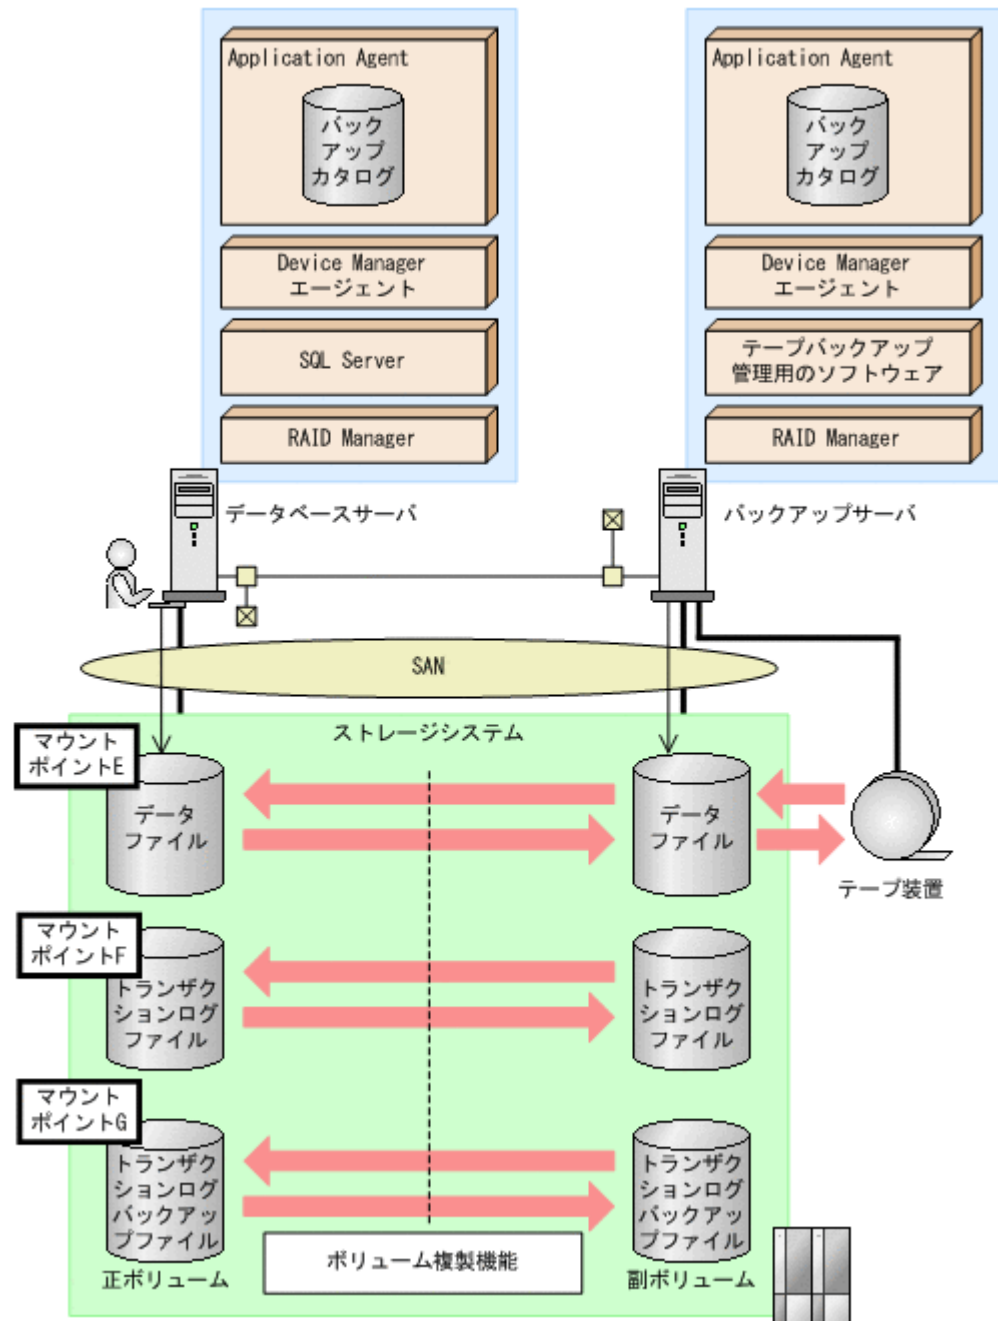 Application Agent
バック
アップ
カタログ
Device Manager
エージェント
SQL Server
RAID Manager
Application Agent
バック
アップ
カタログ
Device Manager
エージェント
テープバックアップ
管理用のソフトウェア
RAID Manager
データベースサーバ
バックアップサーバ
SAN
ストレージシステム
マウント
ポイントE
データ
ファイル
データ
ファイル
テープ装置
マウント
ポイントF
トランザク
ションログ
ファイル
トランザク
ションログ
ファイル
マウント
ポイントG
トランザク
ションログ
バックアッ
プファイル
トランザク
ションログ
バックアッ
プファイル
正ボリューム
ボリューム複製機能
副ボリューム